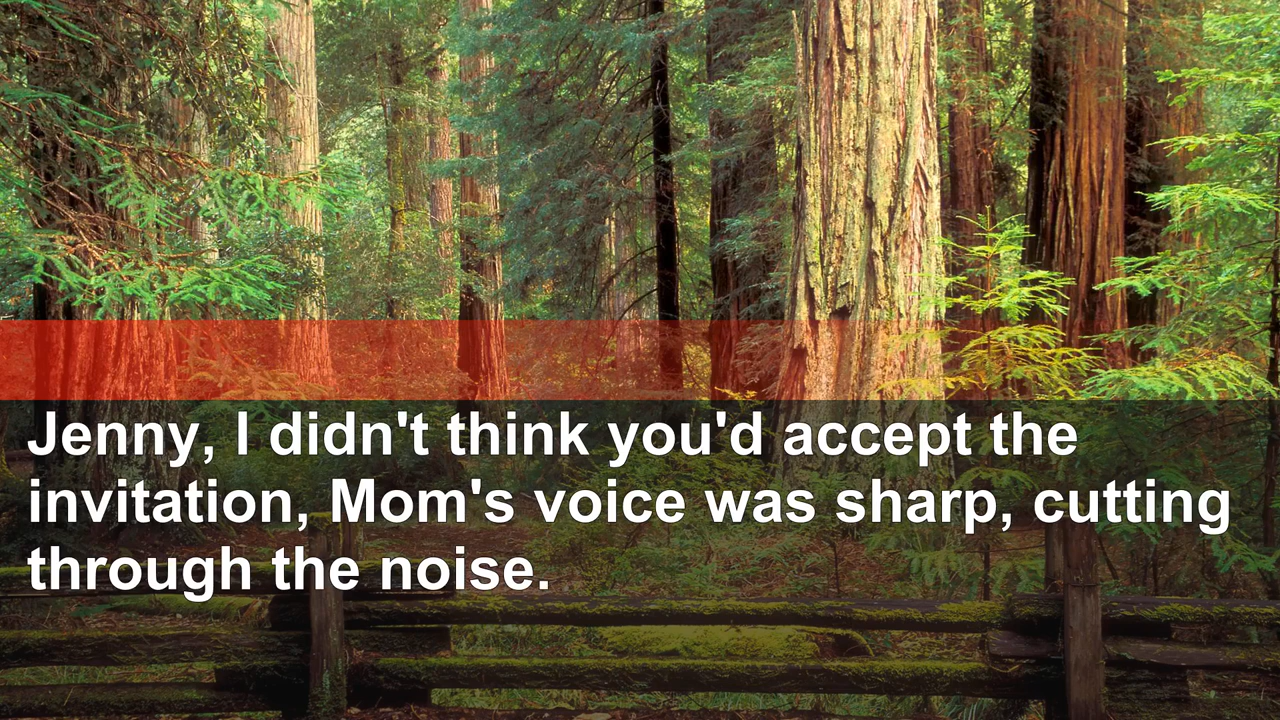 Jenny, I didn't think you'd accept the
invitation, Mom's voice was sharp, cutting
through the noise.